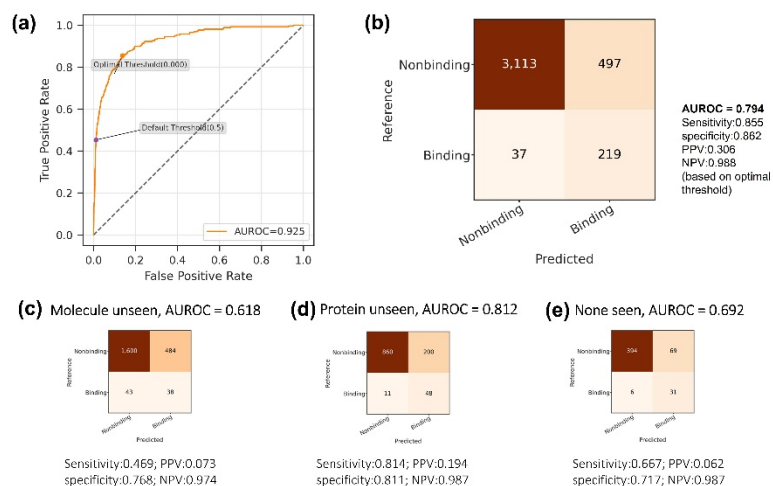 (a)
1.0
0.8
0.6
0.4
0.2
0.0
True Positive Rate
Optimal Threshold(0.000)
Default Threshold(0.5)
AUROC=0.925
0.0 0.2 0.4 0.6 0.8 1.0
False Positive Rate
(b)
Reference
Nonbinding
3,113 497
Binding
37 219
Nonbinding Binding
Predicted
AUROC = 0.794
Sensitivity:0.855
specificity:0.862
PPV:0.306
NPV:0.988
(based on optimal
threshold)
(c) Molecule unseen, AUROC = 0.618
Reference
Nonbinding
1,600 484
Binding
43 38
Nonbinding Binding
Predicted
Sensitivity:0.469; PPV:0.073
specificity:0.768; NPV:0.974
(d) Protein unseen, AUROC = 0.812
Reference
Nonbinding
860 200
Binding
11 48
Nonbinding Binding
Predicted
Sensitivity:0.814; PPV:0.194
specificity:0.811; NPV:0.987
(e) None seen, AUROC = 0.692
Reference
Nonbinding
394 69
Binding
6 31
Nonbinding Binding
Predicted
Sensitivity:0.667; PPV:0.062
specificity:0.717; NPV:0.987